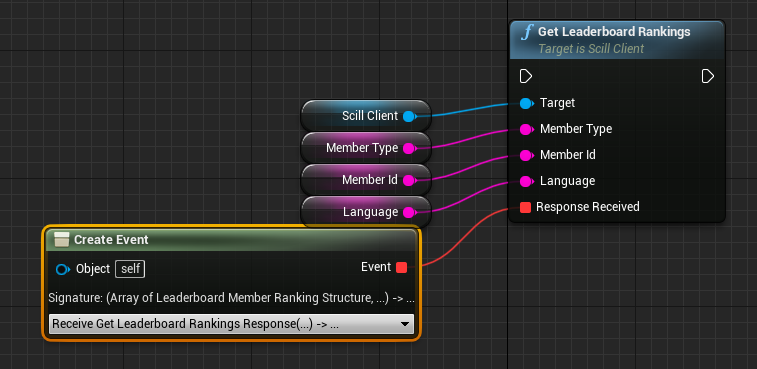 f Get Leaderboard Rankings
Target is Scill Client
Scill Client
Target
Member Type
Member Type
Member Id
Member Id
Language
Language
Response Received
Create Event
Object self
Event
Signature: (Array of Leaderboard Member Ranking Structure, ...) -> ...
Receive Get Leaderboard Rankings Response(...) -> ...